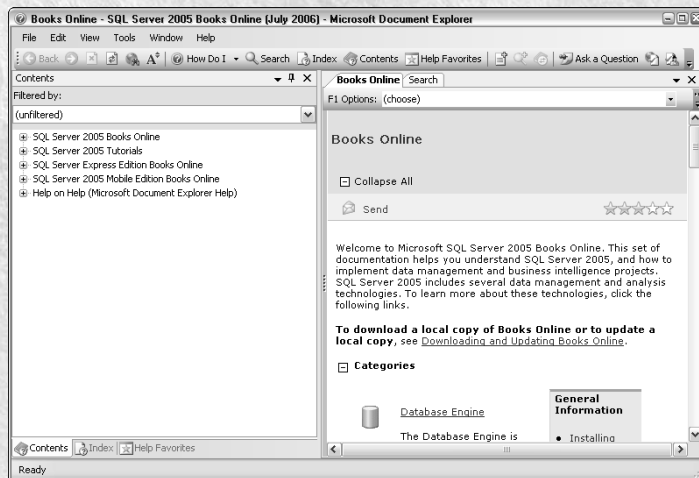 Books Online - SQL Server 2005 Books Online (July 2006) - Microsoft Document Explorer
File Edit View Tools Window Help
Back How Do I Search Index Contents Help Favorites Ask a Question
Contents
Filtered by:
(unfiltered)
SQL Server 2005 Books Online
SQL Server 2005 Tutorials
SQL Server Express Edition Books Online
SQL Server 2005 Mobile Edition Books Online
Help on Help (Microsoft Document Explorer Help)
Contents Index Help Favorites
Books Online Search
F1 Options: (choose)
Books Online
Collapse All
Send
Welcome to Microsoft SQL Server 2005 Books Online. This set of
documentation helps you understand SQL Server 2005, and how to
implement data management and business intelligence projects.
SQL Server 2005 includes several data management and analysis
technologies. To learn more about these technologies, click the
following links.
To download a local copy of Books Online or to update a
local copy, see Downloading and Updating Books Online.
Categories
Database Engine
The Database Engine is
General
Information
• Installing
Ready